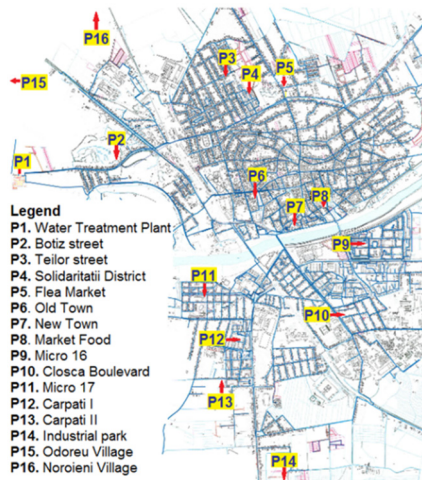 P16
P15
P3
P4
P5
P2
P1
P6
P8
P7
P9
P11
P10
P12
P13
P14
Legend
P1. Water Treatment Plant
P2. Botiz street
P3. Teilor street
P4. Solidaritatii District
P5. Flea Market
P6. Old Town
P7. New Town
P8. Market Food
P9. Micro 16
P10. Closca Boulevard
P11. Micro 17
P12. Carpati I
P13. Carpati II
P14. Industrial park
P15. Odoreu Village
P16. Noroieni Village